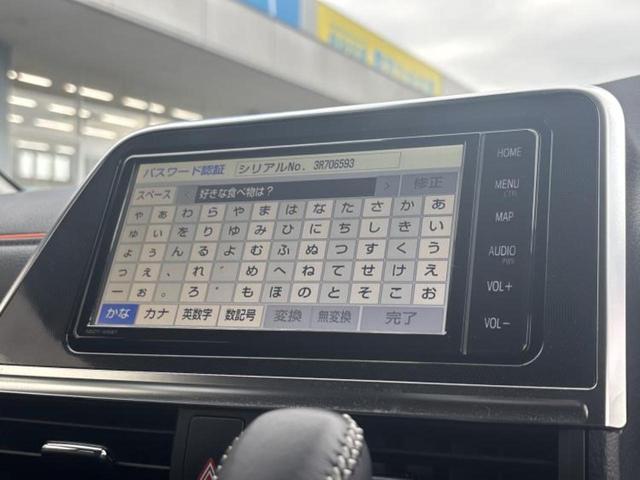 パスワード認証 シリアルNo. 3R706593
スペース 好きな食べ物は? 修正
ゃ ぁ わ ら や ま は な た さ か あ
ゅ ぃ を り ゆ み ひ に ち し き い
ょ ぅ ん る よ む ふ ぬ つ す く う
っ ぇ 、 れ ゛ め へ ね て せ け え
ー ぉ 。 ろ ゜ も ほ の と そ こ お
かな カナ 英数字 数記号 変換 無変換 完了
HOME
MENU
MAP
AUDIO
VOL+
VOL-